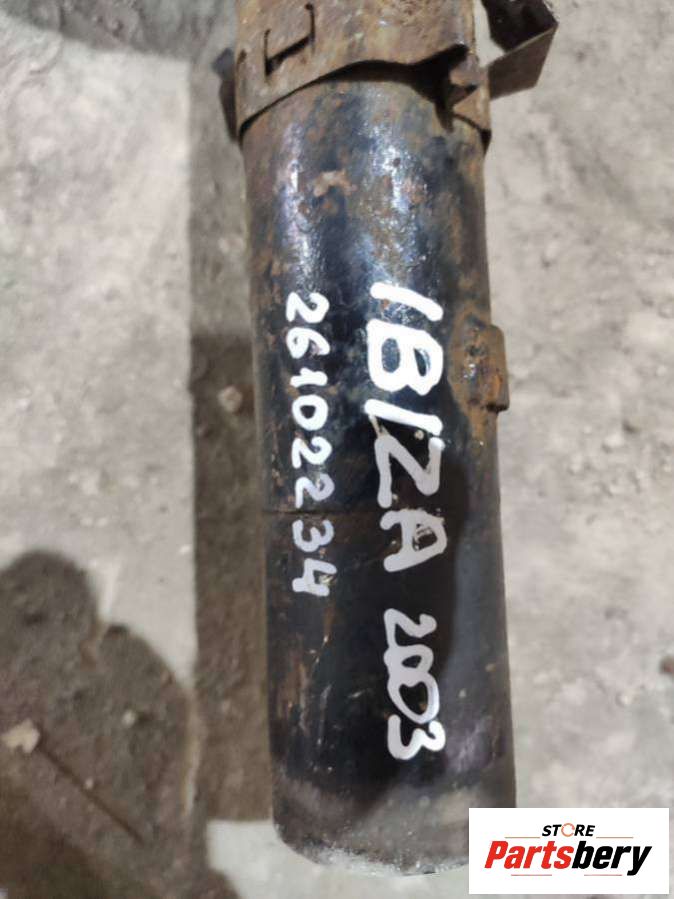 IBIZA 2003
26102234
STORE
Partsbery